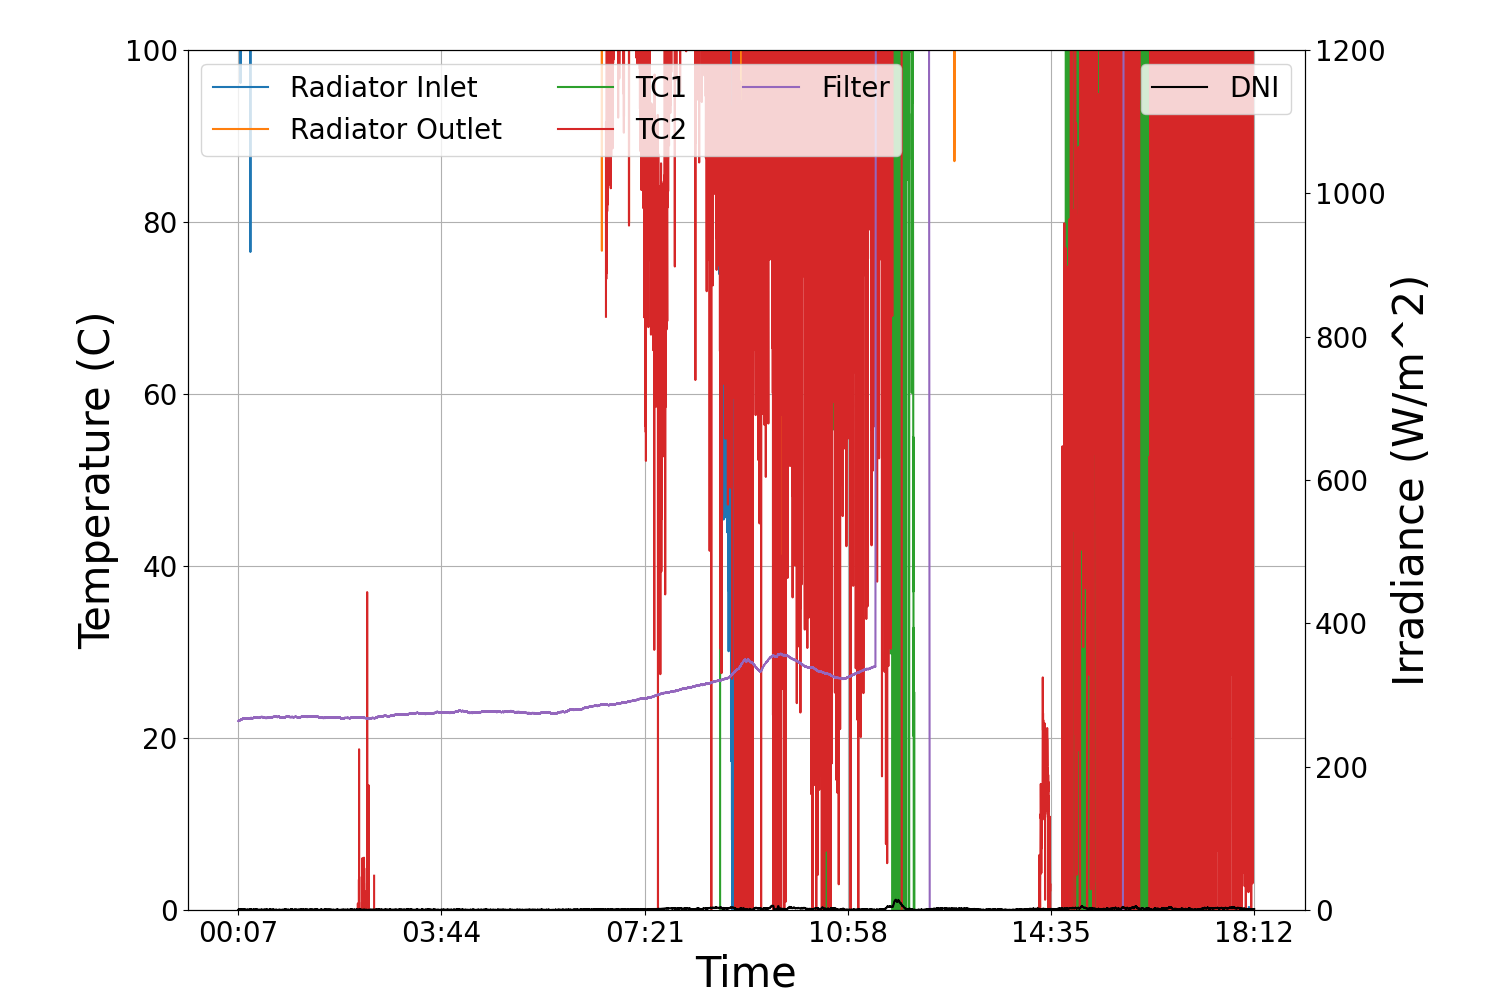 100
80
60
40
20
0
Temperature (C)
Radiator Inlet
Radiator Outlet
TC1
TC2
Filter
DNI
1200
1000
800
600
400
200
0
Irradiance (W/m^2)
00:07
03:44
07:21
10:58
14:35
18:12
Time